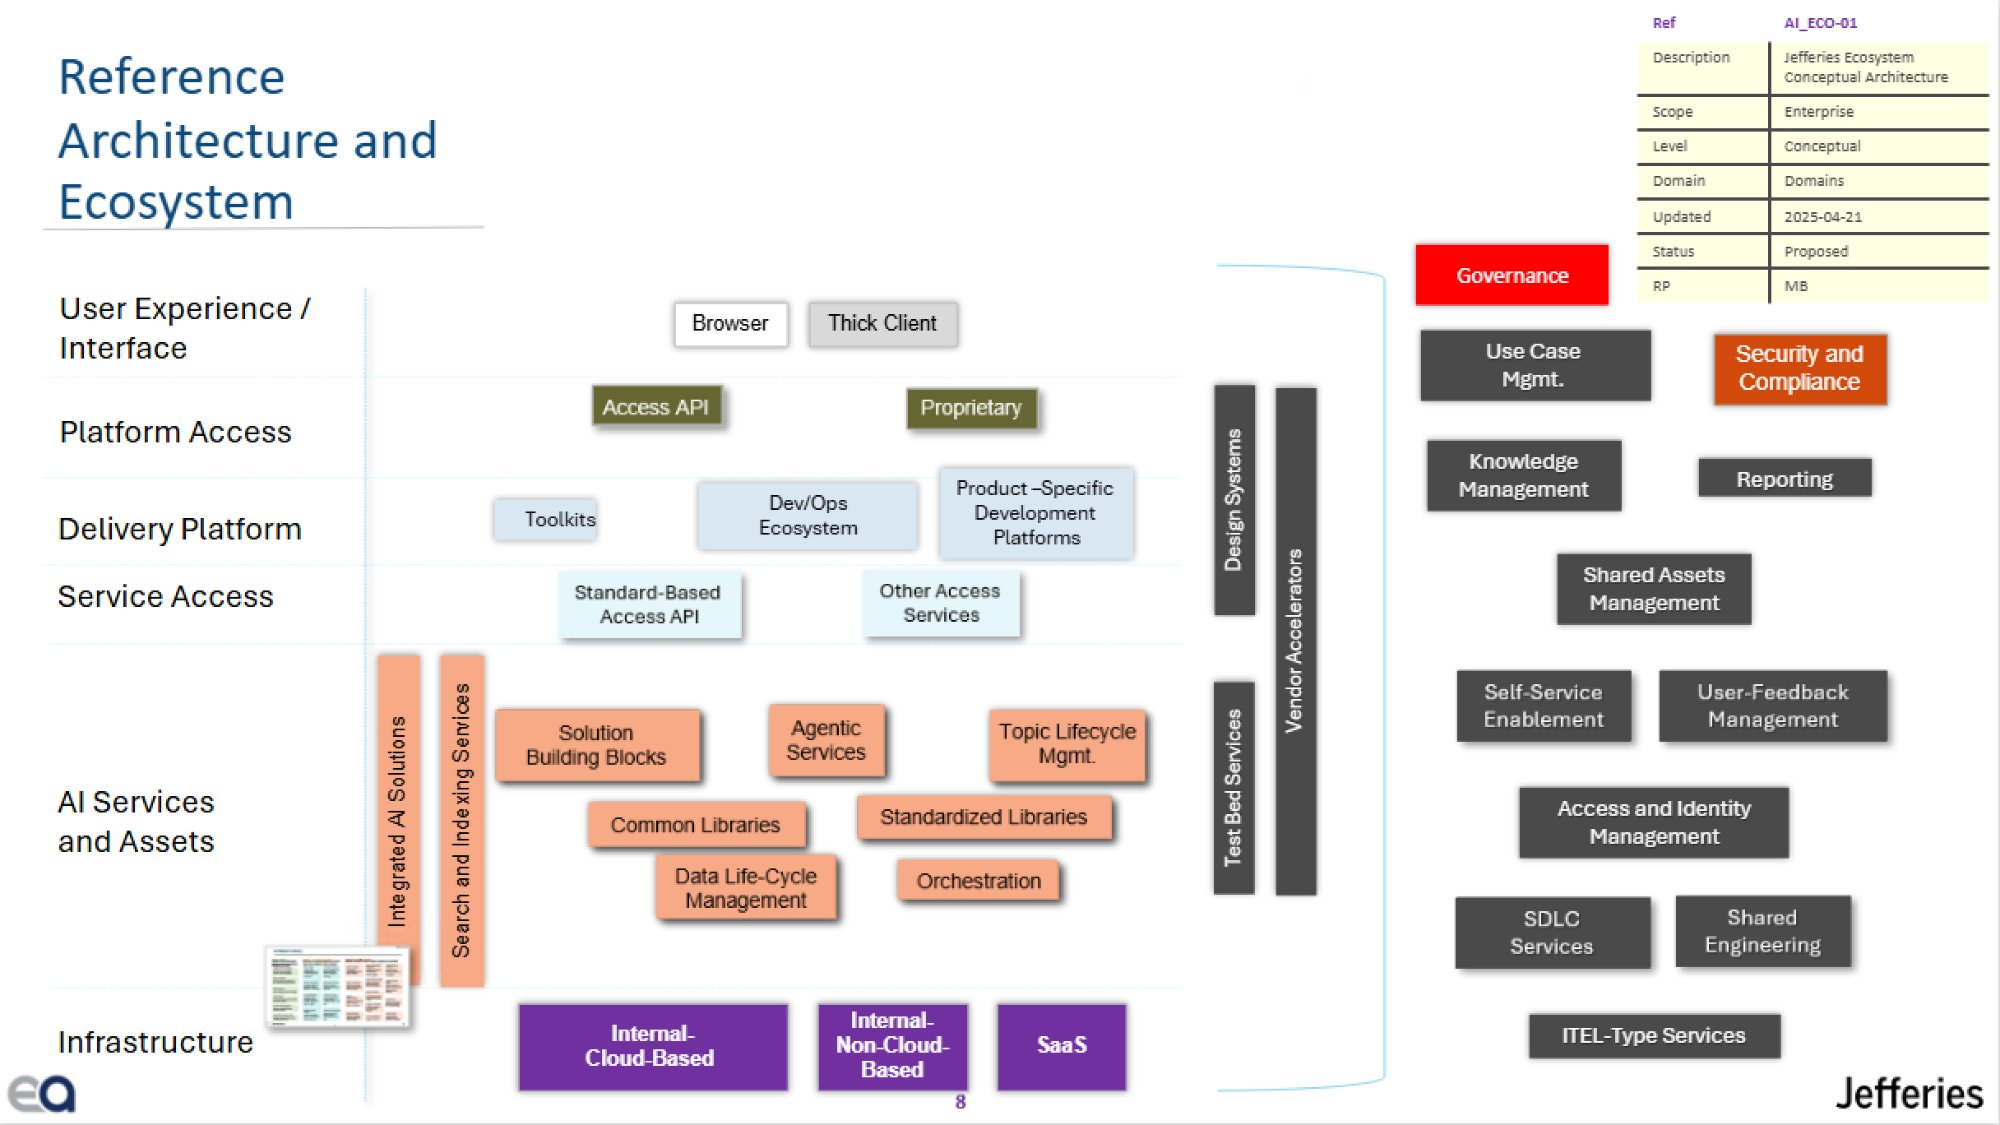 Reference
Architecture and
Ecosystem
Ref AI_ECO-01
Description Jefferies Ecosystem
Conceptual Architecture
Scope Enterprise
Level Conceptual
Domain Domains
Updated 2025-04-21
Status Proposed
RP MB
User Experience /
Interface
Browser
Thick Client
Platform Access
Access API
Proprietary
Delivery Platform
Toolkits
Dev/Ops
Ecosystem
Product –Specific
Development
Platforms
Service Access
Standard-Based
Access API
Other Access
Services
AI Services
and Assets
Integrated AI Solutions
Search and Indexing Services
Solution
Building Blocks
Agentic
Services
Topic Lifecycle
Mgmt.
Common Libraries
Standardized Libraries
Data Life-Cycle
Management
Orchestration
Infrastructure
Internal-
Cloud-Based
Internal-
Non-Cloud-
Based
SaaS
Design Systems
Test Bed Services
Vendor Accelerators
Governance
Use Case
Mgmt.
Security and
Compliance
Knowledge
Management
Reporting
Shared Assets
Management
Self-Service
Enablement
User-Feedback
Management
Access and Identity
Management
SDLC
Services
Shared
Engineering
ITEL-Type Services
ea
8
Jefferies